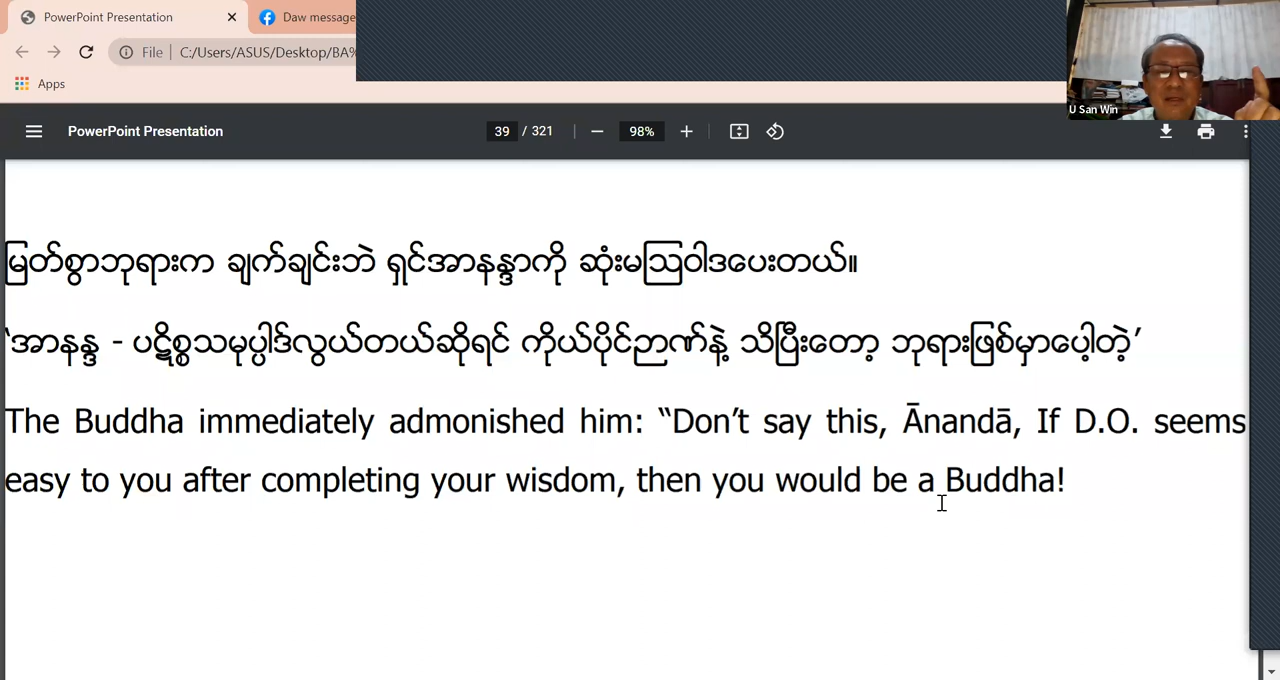 PowerPoint Presentation
Daw message
File
C:/Users/ASUS/Desktop/BA%
Apps
U San Win
PowerPoint Presentation
39 / 321
98%
မြတ်စွာဘုရားက ချက်ချင်းဘဲ ရှင်အာနန္ဒာကို ဆုံးမဩဝါဒပေးတယ်။
‘အာနန္ဒ - ပဋိစ္စသမုပ္ပါဒ်လွယ်တယ်ဆိုရင် ကိုယ်ပိုင်ဉာဏ်နဲ့ သိပြီးတော့ ဘုရားဖြစ်မှာပေါ့တဲ့’
The Buddha immediately admonished him: “Don’t say this, Ānandā, If D.O. seems
easy to you after completing your wisdom, then you would be a Buddha!